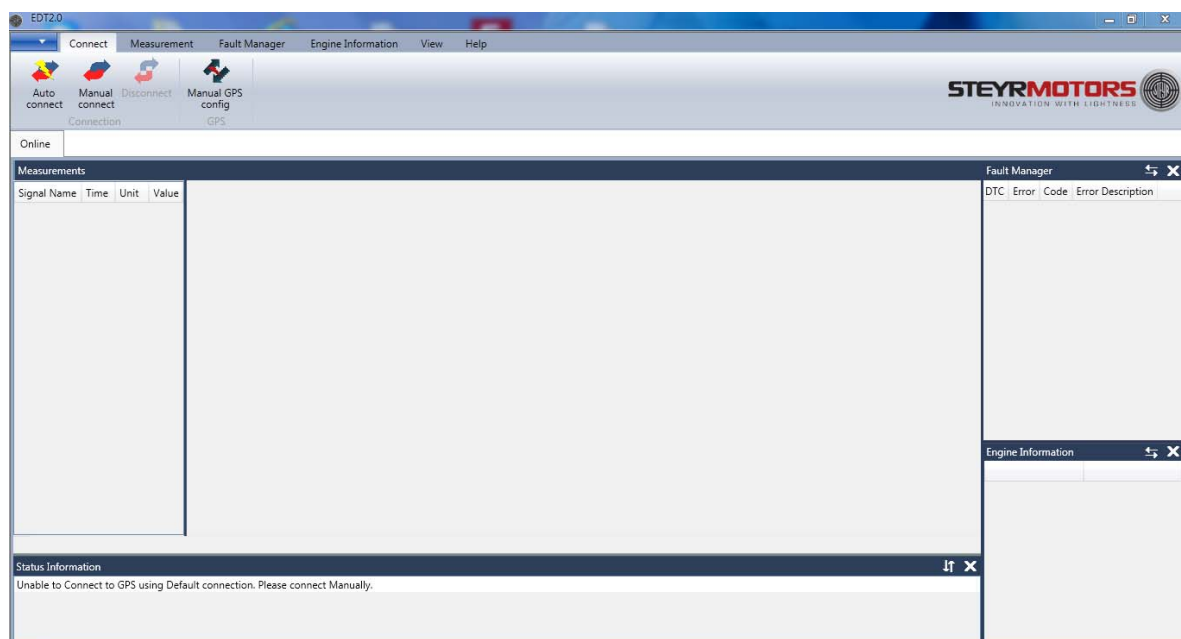 EDT2.0
Connect Measurement Fault Manager Engine Information View Help
Auto connect
Manual connect
Disconnect
Manual GPS config
Connection
GPS
STEYRMOTORS
INNOVATION WITH LIGHTNESS
Online
Measurements
Signal Name Time Unit Value
Fault Manager
DTC Error Code Error Description
Engine Information
Status Information
Unable to Connect to GPS using Default connection. Please connect Manually.